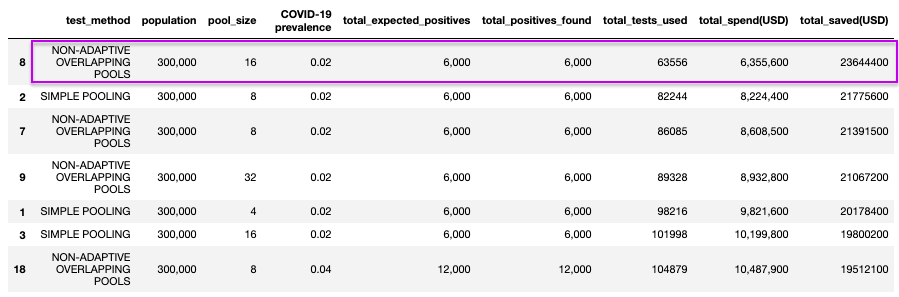 test_method population pool_size COVID-19 prevalence total_expected_positives total_positives_found total_tests_used total_spend(USD) total_saved(USD)
8 NON-ADAPTIVE OVERLAPPING POOLS 300,000 16 0.02 6,000 6,000 63556 6,355,600 23644400
2 SIMPLE POOLING 300,000 8 0.02 6,000 6,000 82244 8,224,400 21775600
7 NON-ADAPTIVE OVERLAPPING POOLS 300,000 8 0.02 6,000 6,000 86085 8,608,500 21391500
9 NON-ADAPTIVE OVERLAPPING POOLS 300,000 32 0.02 6,000 6,000 89328 8,932,800 21067200
1 SIMPLE POOLING 300,000 4 0.02 6,000 6,000 98216 9,821,600 20178400
3 SIMPLE POOLING 300,000 16 0.02 6,000 6,000 101998 10,199,800 19800200
18 NON-ADAPTIVE OVERLAPPING POOLS 300,000 8 0.04 12,000 12,000 104879 10,487,900 19512100